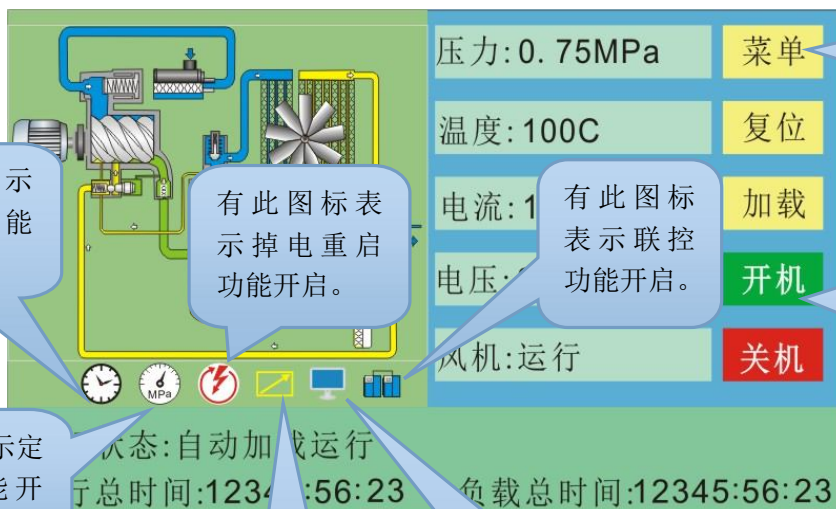 压力:0. 75MPa
菜单
温度:100C
复位
电流:1
加载
电压:
开机
风机:运行
关机
示
能
有此图标表
示掉电重启
功能开启。
有此图标
表示联控
功能开启。
MPa
状态:自动加载运行
示定
能开
行总时间:12345:56:23
负载总时间:12345:56:23